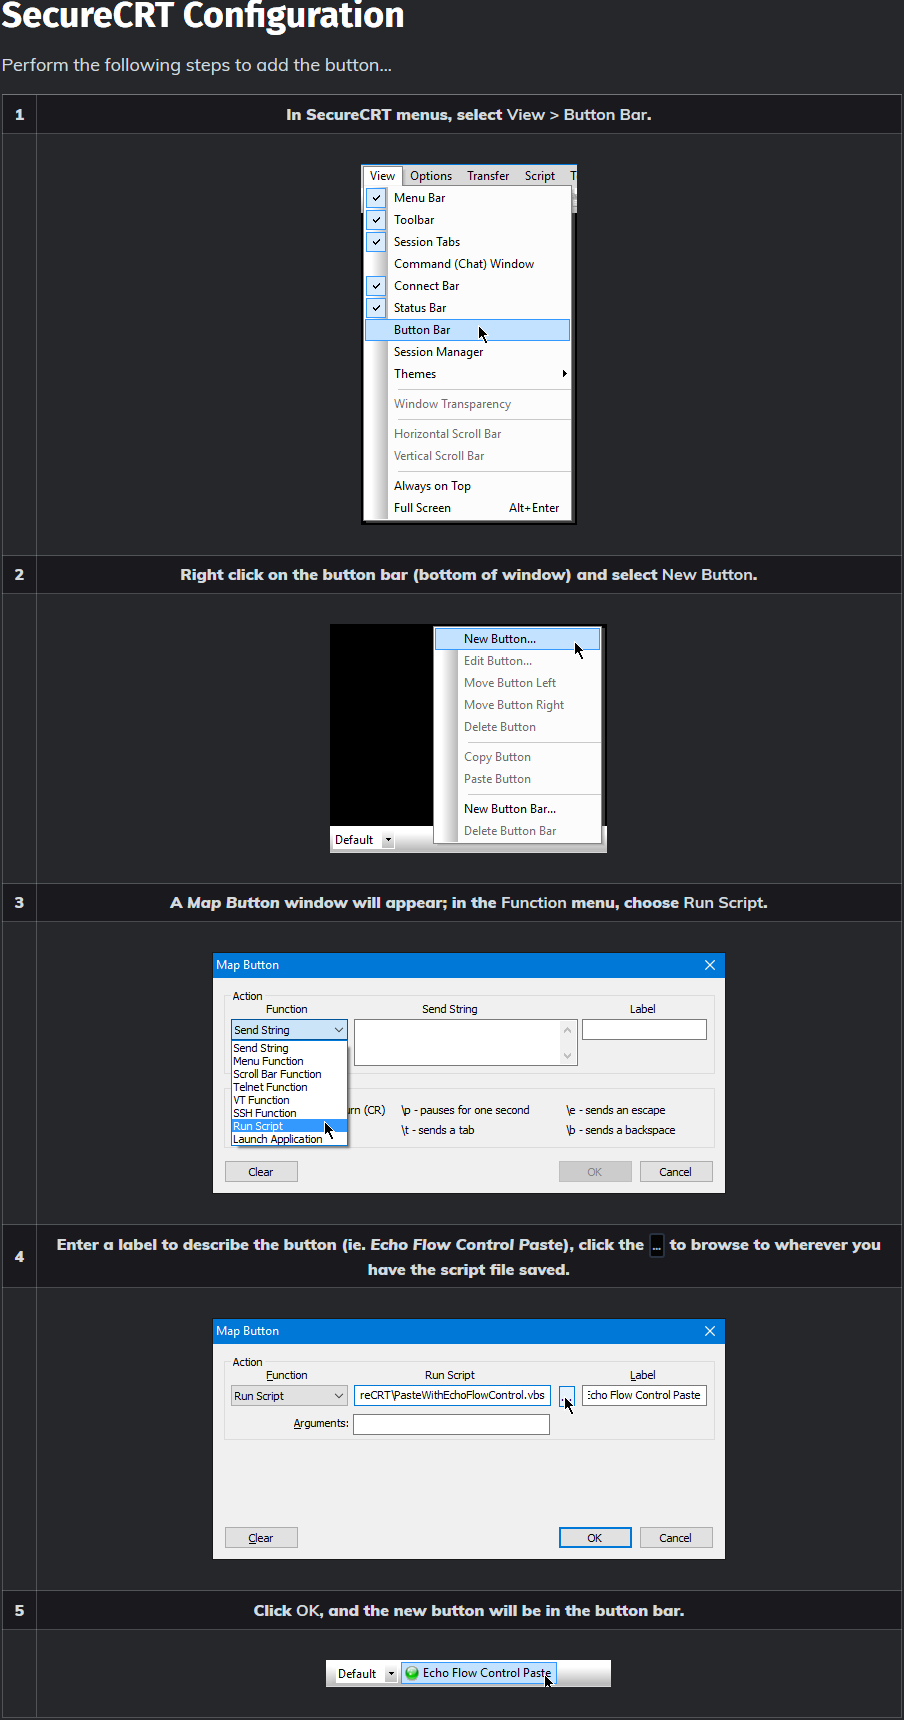 SecureCRT Configuration
Perform the following steps to add the button...
1 In SecureCRT menus, select View > Button Bar.
View Options Transfer Script
Menu Bar
Toolbar
Session Tabs
Command (Chat) Window
Connect Bar
Status Bar
Button Bar
Session Manager
Themes
Window Transparency
Horizontal Scroll Bar
Vertical Scroll Bar
Always on Top
Full Screen Alt+Enter
2 Right click on the button bar (bottom of window) and select New Button.
New Button...
Edit Button...
Move Button Left
Move Button Right
Delete Button
Copy Button
Paste Button
New Button Bar...
Delete Button Bar
Default
3 A Map Button window will appear; in the Function menu, choose Run Script.
Map Button
Action
Function Send String Label
Send String
Send String
Menu Function
Scroll Bar Function
Telnet Function
VT Function
SSH Function
Run Script
Launch Application
urn (CR) \p - pauses for one second \e - sends an escape
\t - sends a tab \b - sends a backspace
Clear OK Cancel
4 Enter a label to describe the button (ie. Echo Flow Control Paste), click the ... to browse to wherever you
have the script file saved.
Map Button
Action
Function Run Script Label
Run Script reCRT\PasteWithEchoFlowControl.vbs ... Echo Flow Control Paste
Arguments:
Clear OK Cancel
5 Click OK, and the new button will be in the button bar.
Default Echo Flow Control Paste